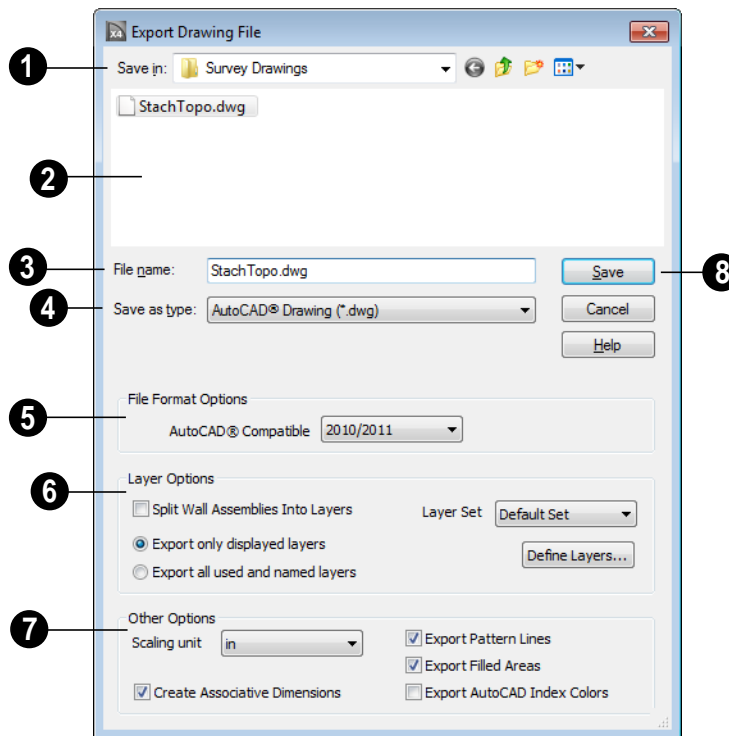 X4 Export Drawing File
1 Save in: Survey Drawings
StachTopo.dwg
2
3 File name: StachTopo.dwg Save 8
4 Save as type: AutoCAD® Drawing (*.dwg) Cancel
Help
File Format Options
5 AutoCAD® Compatible 2010/2011
Layer Options
6 Split Wall Assemblies Into Layers Layer Set Default Set
Export only displayed layers Define Layers...
Export all used and named layers
Other Options
7 Scaling unit in Export Pattern Lines
Export Filled Areas
Create Associative Dimensions Export AutoCAD Index Colors